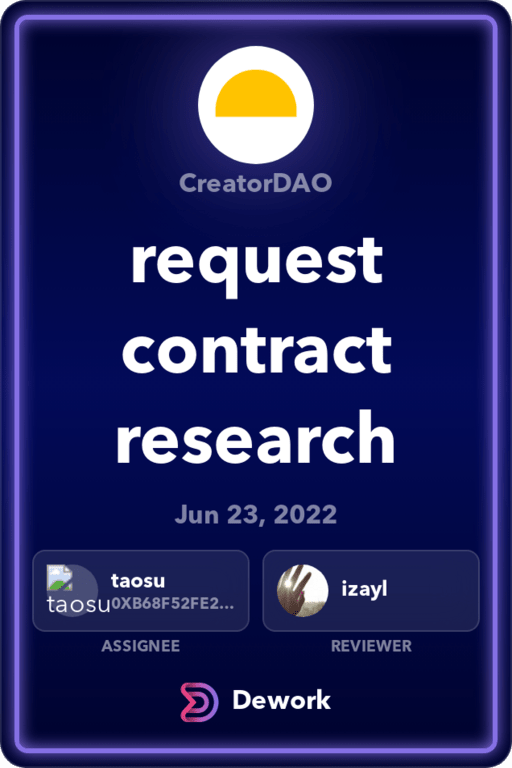 CreatorDAO
request
contract
research
Jun 23, 2022
taosu
taosu
0XB68F52FE2...
izayl
ASSIGNEE
REVIEWER
Dework